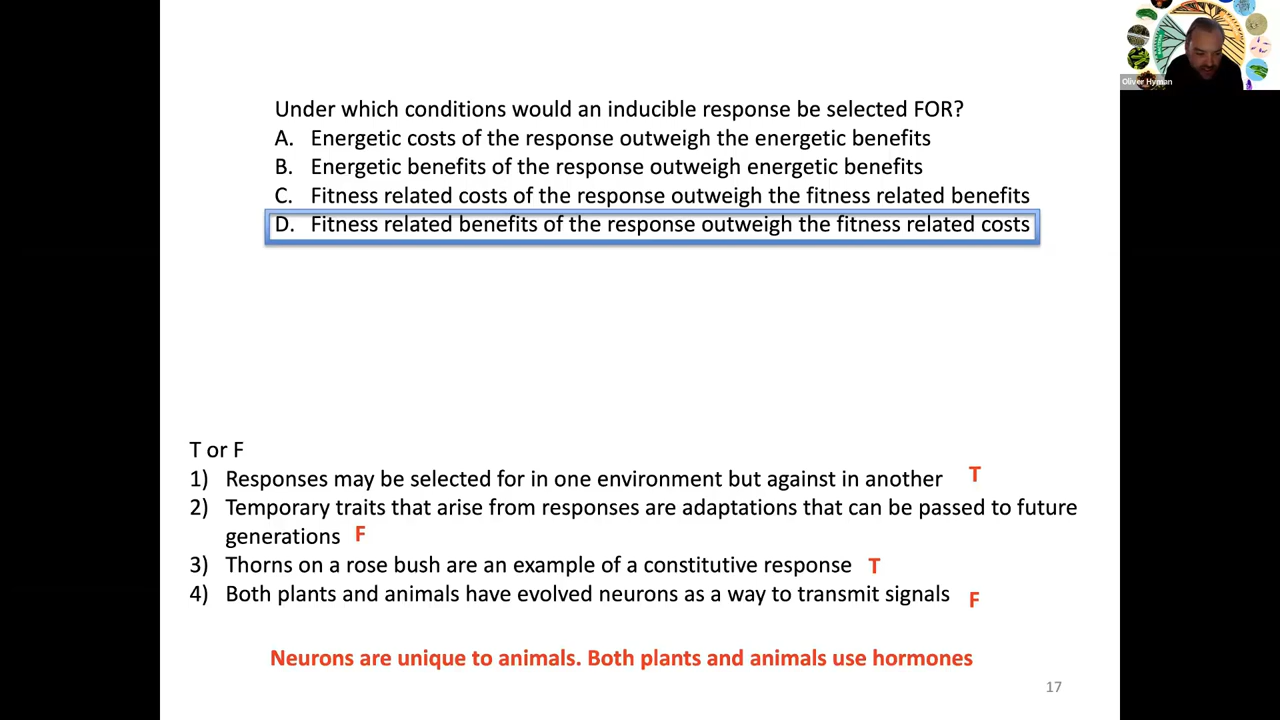 Oliver Hyman
Under which conditions would an inducible response be selected FOR?
A. Energetic costs of the response outweigh the energetic benefits
B. Energetic benefits of the response outweigh energetic benefits
C. Fitness related costs of the response outweigh the fitness related benefits
D. Fitness related benefits of the response outweigh the fitness related costs
T or F
1) Responses may be selected for in one environment but against in another T
2) Temporary traits that arise from responses are adaptations that can be passed to future
generations F
3) Thorns on a rose bush are an example of a constitutive response T
4) Both plants and animals have evolved neurons as a way to transmit signals F
Neurons are unique to animals. Both plants and animals use hormones
17